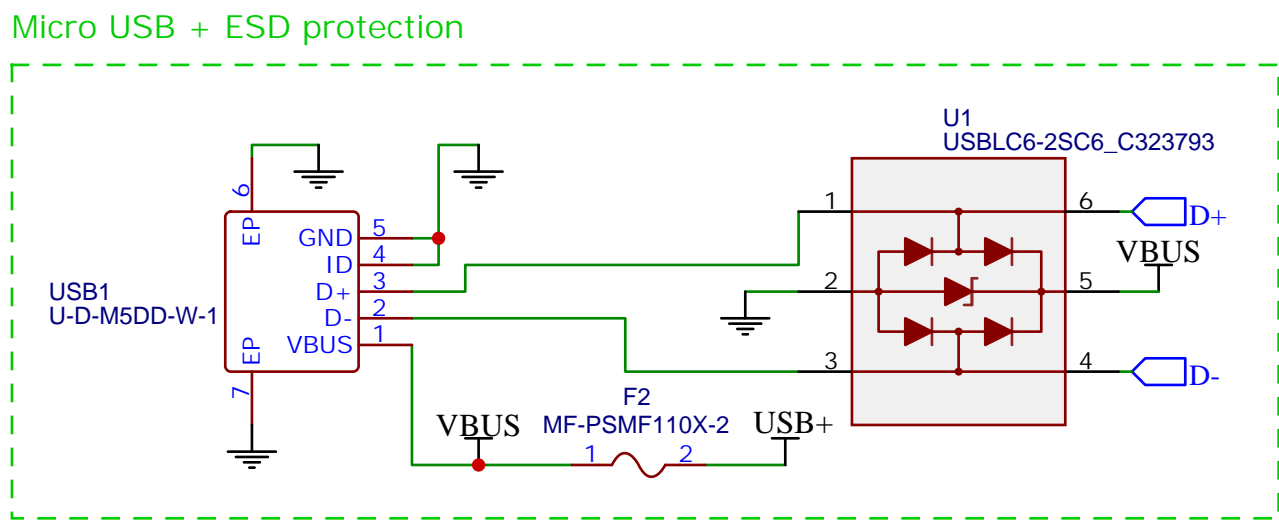 Micro USB + ESD protection
U1
USBLC6-2SC6_C323793
6
EP
GND 5
ID 4
D+ 3
D- 2
VBUS 1
EP
7
USB1
U-D-M5DD-W-1
1
2
3
6
5
4
D+
VBUS
D-
VBUS
F2
MF-PSMF110X-2
1
2
USB+